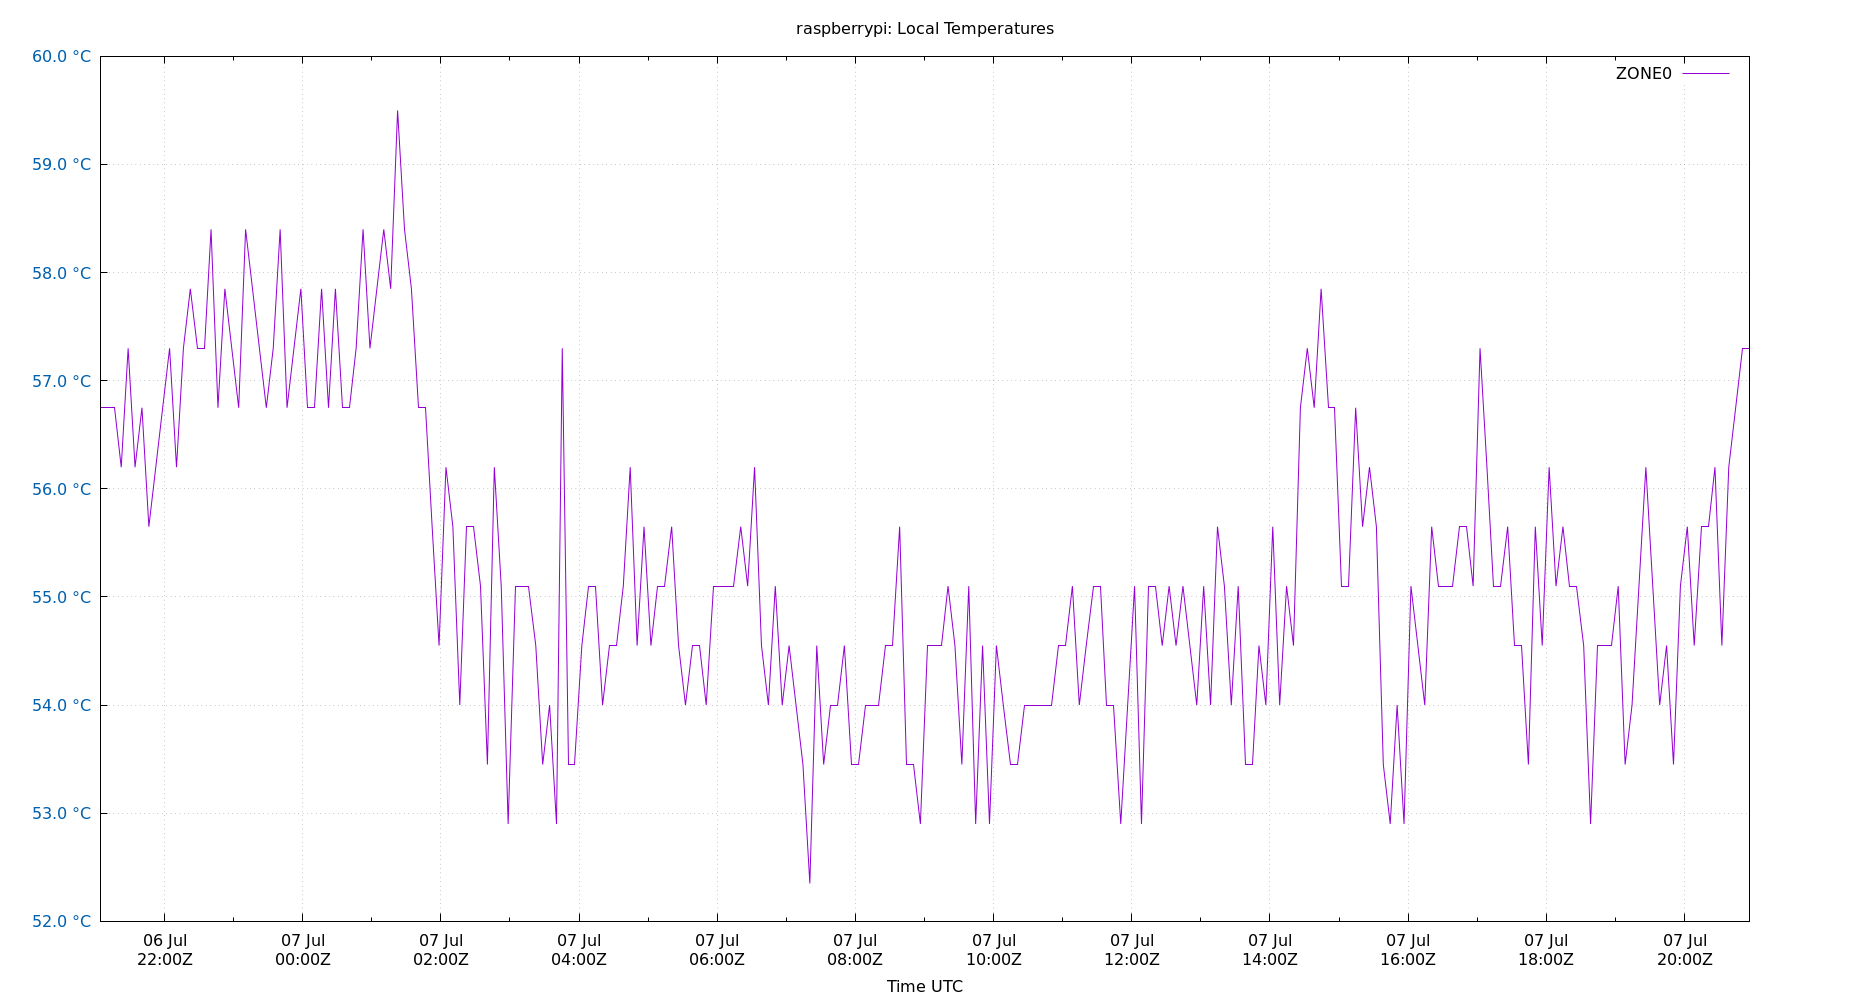 raspberrypi: Local Temperatures
60.0 °C
ZONE0
59.0 °C
58.0 °C
57.0 °C
56.0 °C
55.0 °C
54.0 °C
53.0 °C
52.0 °C
06 Jul 07 Jul 07 Jul 07 Jul 07 Jul 07 Jul 07 Jul 07 Jul 07 Jul 07 Jul 07 Jul 07 Jul
22:00Z 00:00Z 02:00Z 04:00Z 06:00Z 08:00Z 10:00Z 12:00Z 14:00Z 16:00Z 18:00Z 20:00Z
Time UTC